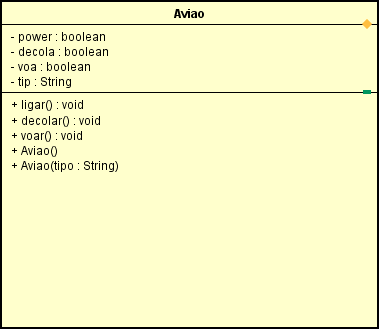 Aviao
- power : boolean
- decola : boolean
- voa : boolean
- tip : String
+ ligar() : void
+ decolar() : void
+ voar() : void
+ Aviao()
+ Aviao(tipo : String)